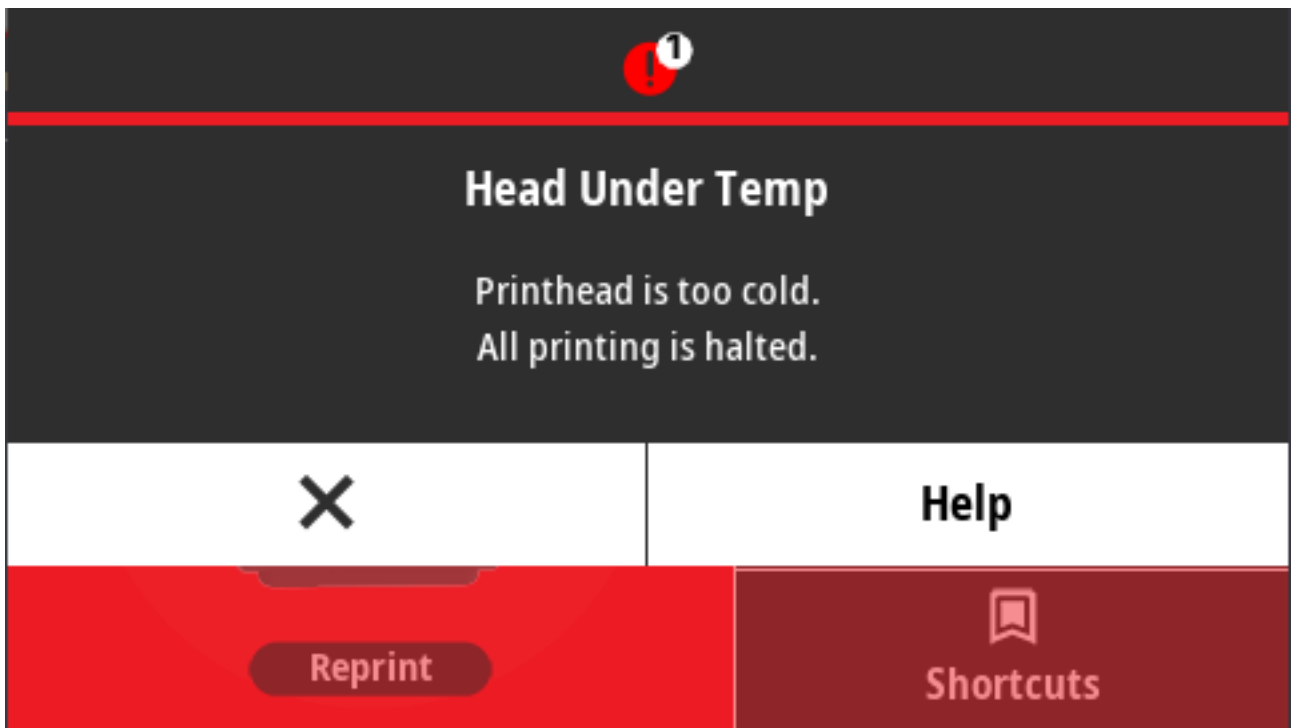 1
Head Under Temp
Printhead is too cold.
All printing is halted.
Help
Reprint
Shortcuts